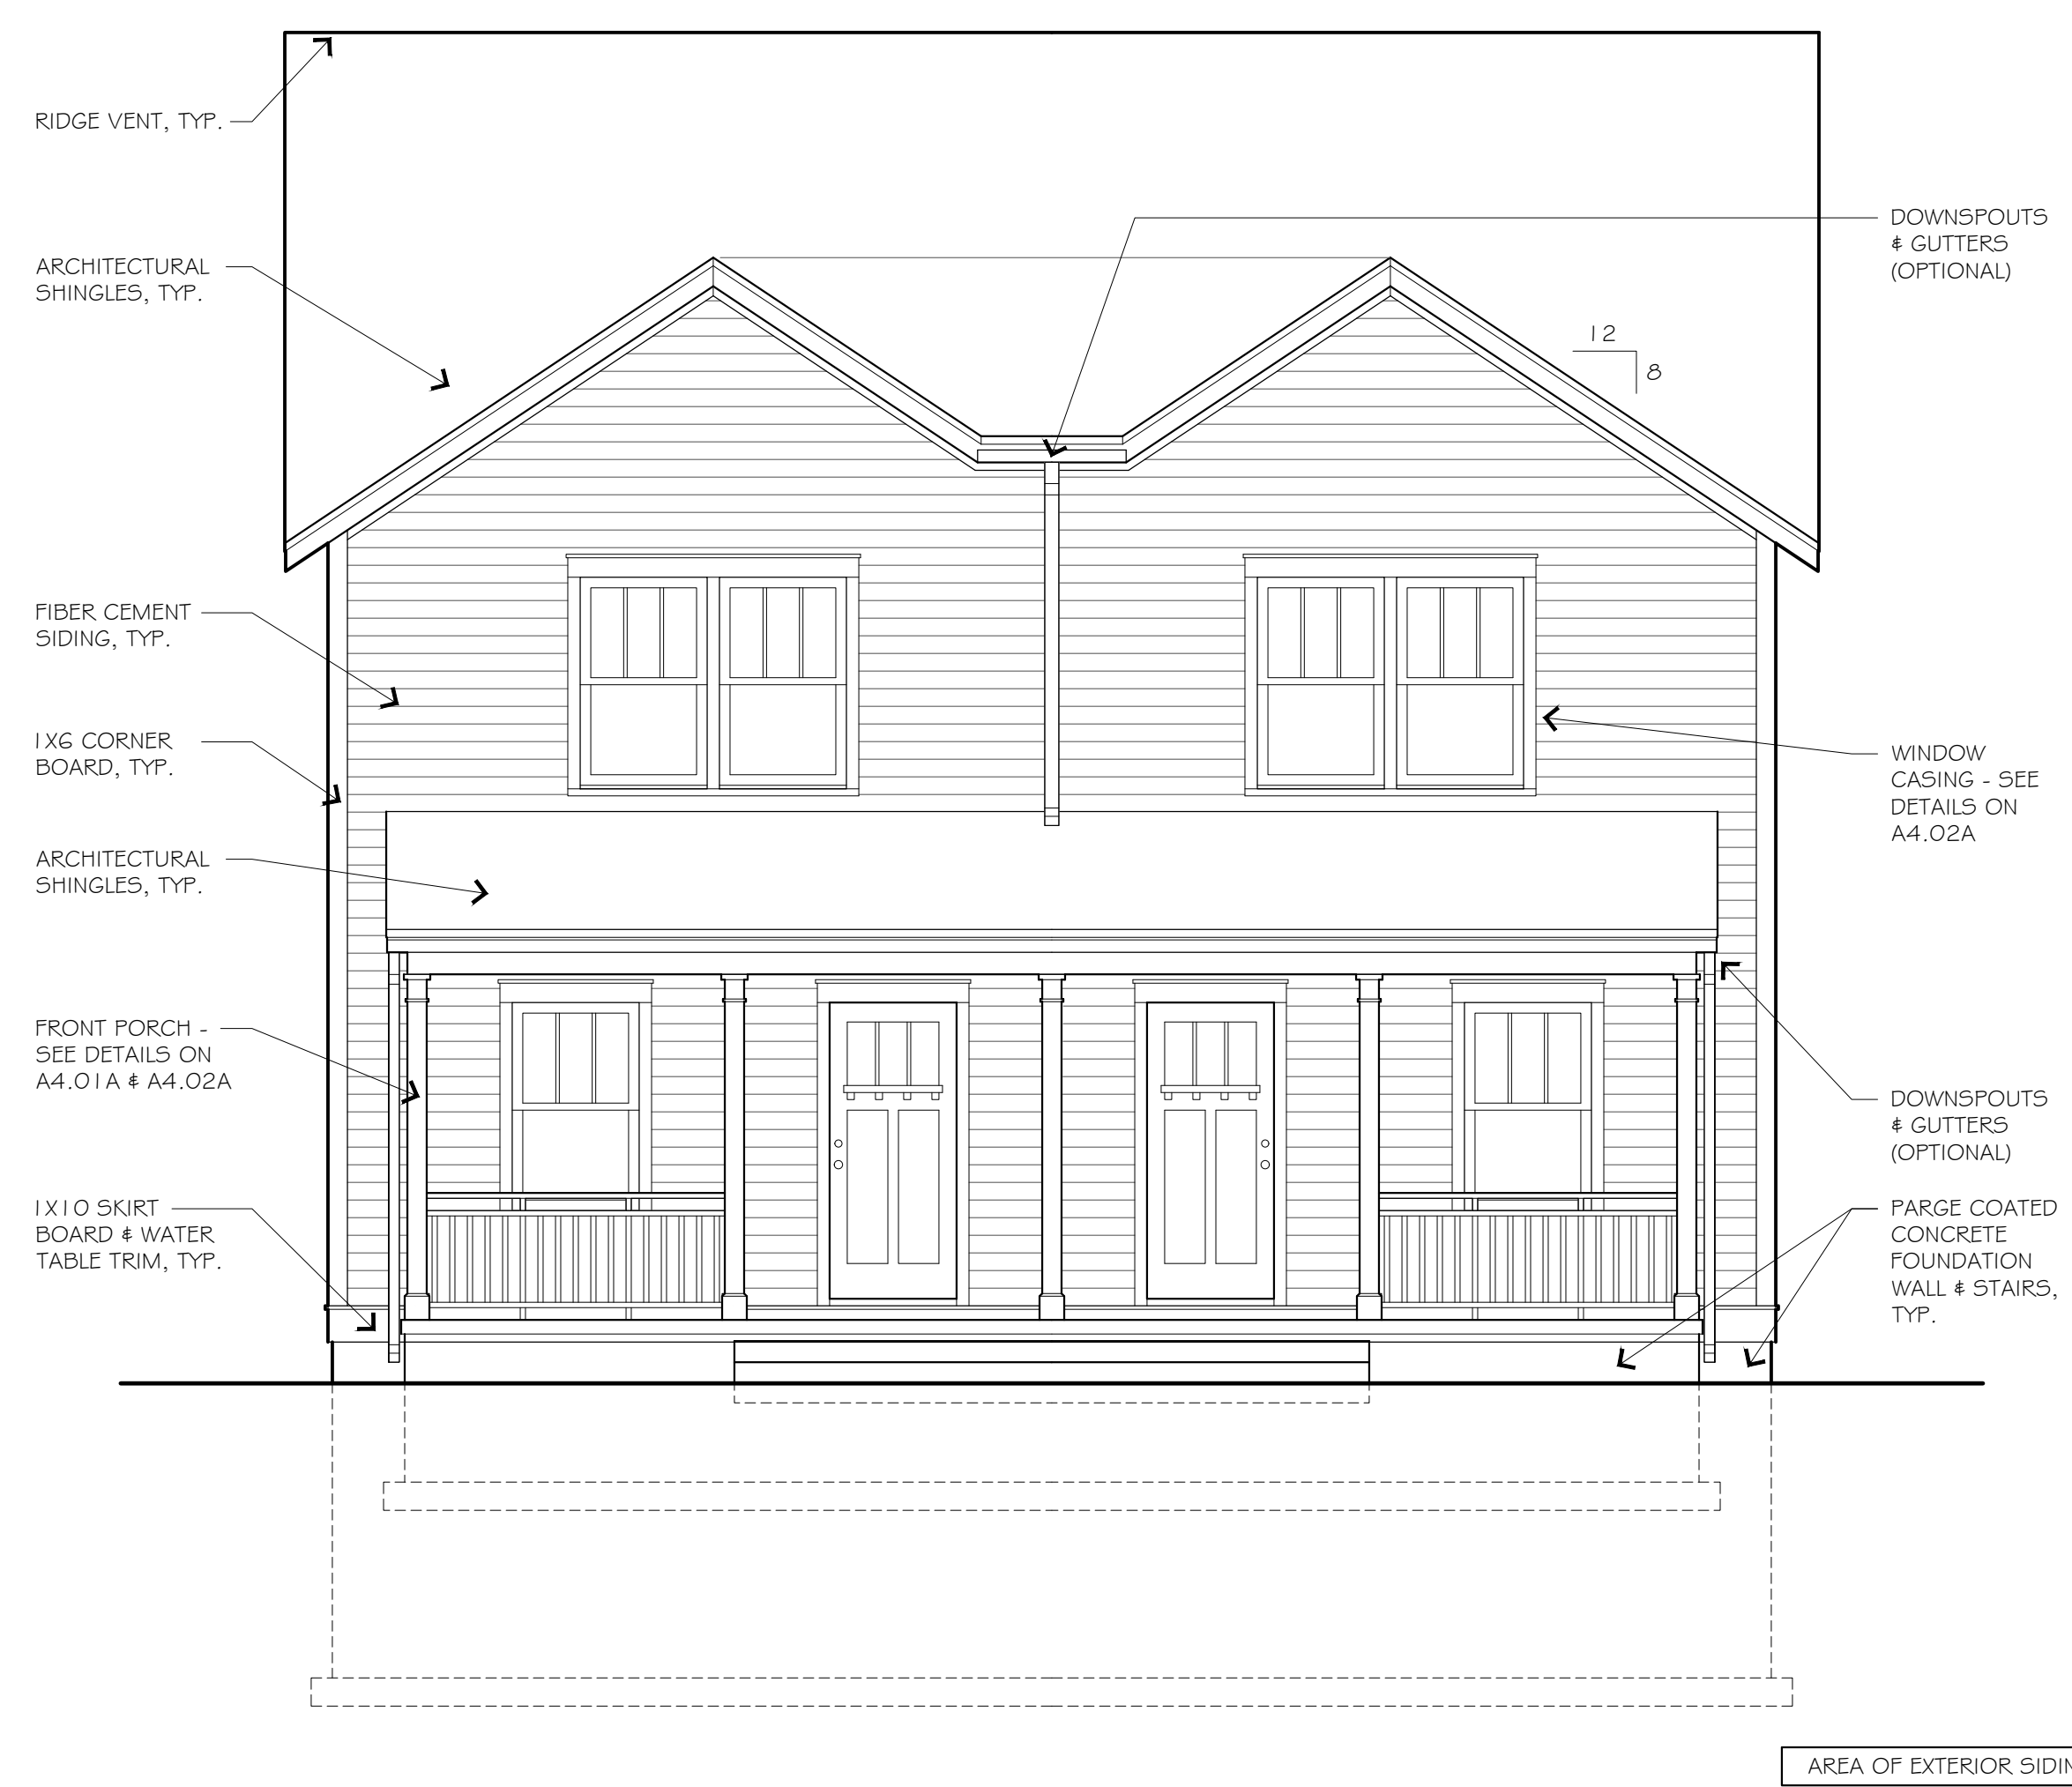 RIDGE VENT, TYP.
ARCHITECTURAL
SHINGLES, TYP.
FIBER CEMENT
SIDING, TYP.
1X6 CORNER
BOARD, TYP.
ARCHITECTURAL
SHINGLES, TYP.
FRONT PORCH -
SEE DETAILS ON
A4.01A & A4.02A
1X10 SKIRT
BOARD & WATER
TABLE TRIM, TYP.
12
8
DOWNSPOUTS
& GUTTERS
(OPTIONAL)
WINDOW
CASING - SEE
DETAILS ON
A4.02A
DOWNSPOUTS
& GUTTERS
(OPTIONAL)
PARGE COATED
CONCRETE
FOUNDATION
WALL & STAIRS,
TYP.
AREA OF EXTERIOR